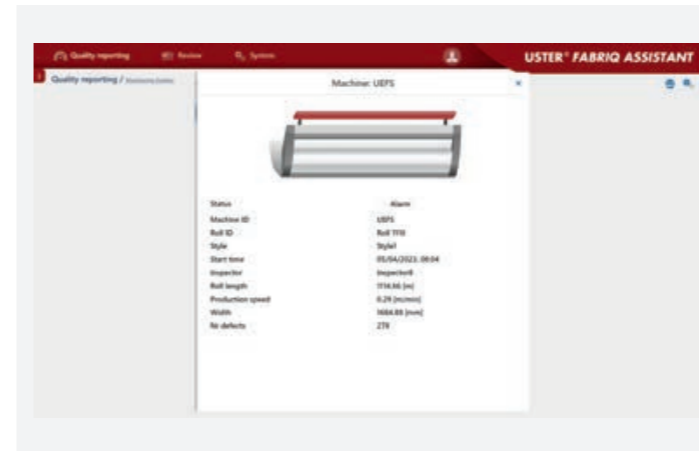 Quality reporting Review System USTER® FABRIQ ASSISTANT
Quality reporting /
Machine: UEFS
Status Alarm
Machine ID UEFS
Roll ID Roll 1110
Style Style1
Start time 05/04/2023, 08:04
Inspector Inspector8
Roll length 1114.66 [m]
Production speed 0.29 [m/min]
Width 1684.88 [mm]
Nr defects 278